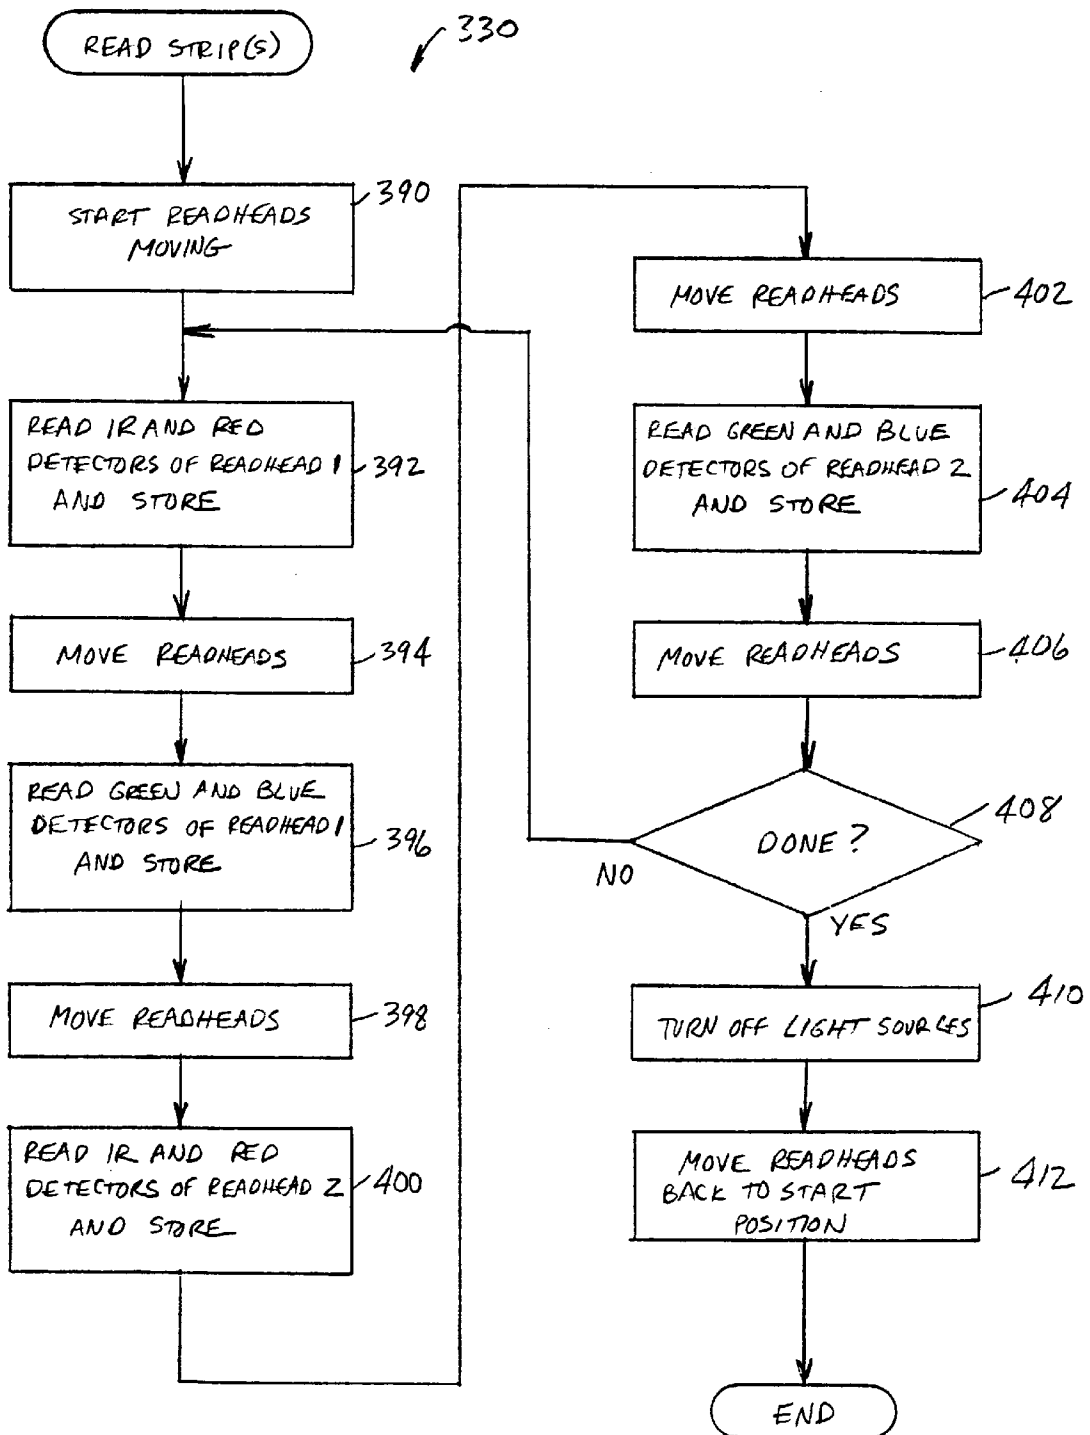 READ STRIP(S)
330
START READHEADS
MOVING
390
READ IR AND RED
DETECTORS OF READHEAD 1
AND STORE
392
MOVE READHEADS
394
READ GREEN AND BLUE
DETECTORS OF READHEAD 1
AND STORE
396
MOVE READHEADS
398
READ IR AND RED
DETECTORS OF READHEAD 2
AND STORE
400
MOVE READHEADS
402
READ GREEN AND BLUE
DETECTORS OF READHEAD 2
AND STORE
404
MOVE READHEADS
406
DONE?
408
NO
YES
TURN OFF LIGHT SOURCES
410
MOVE READHEADS
BACK TO START
POSITION
412
END